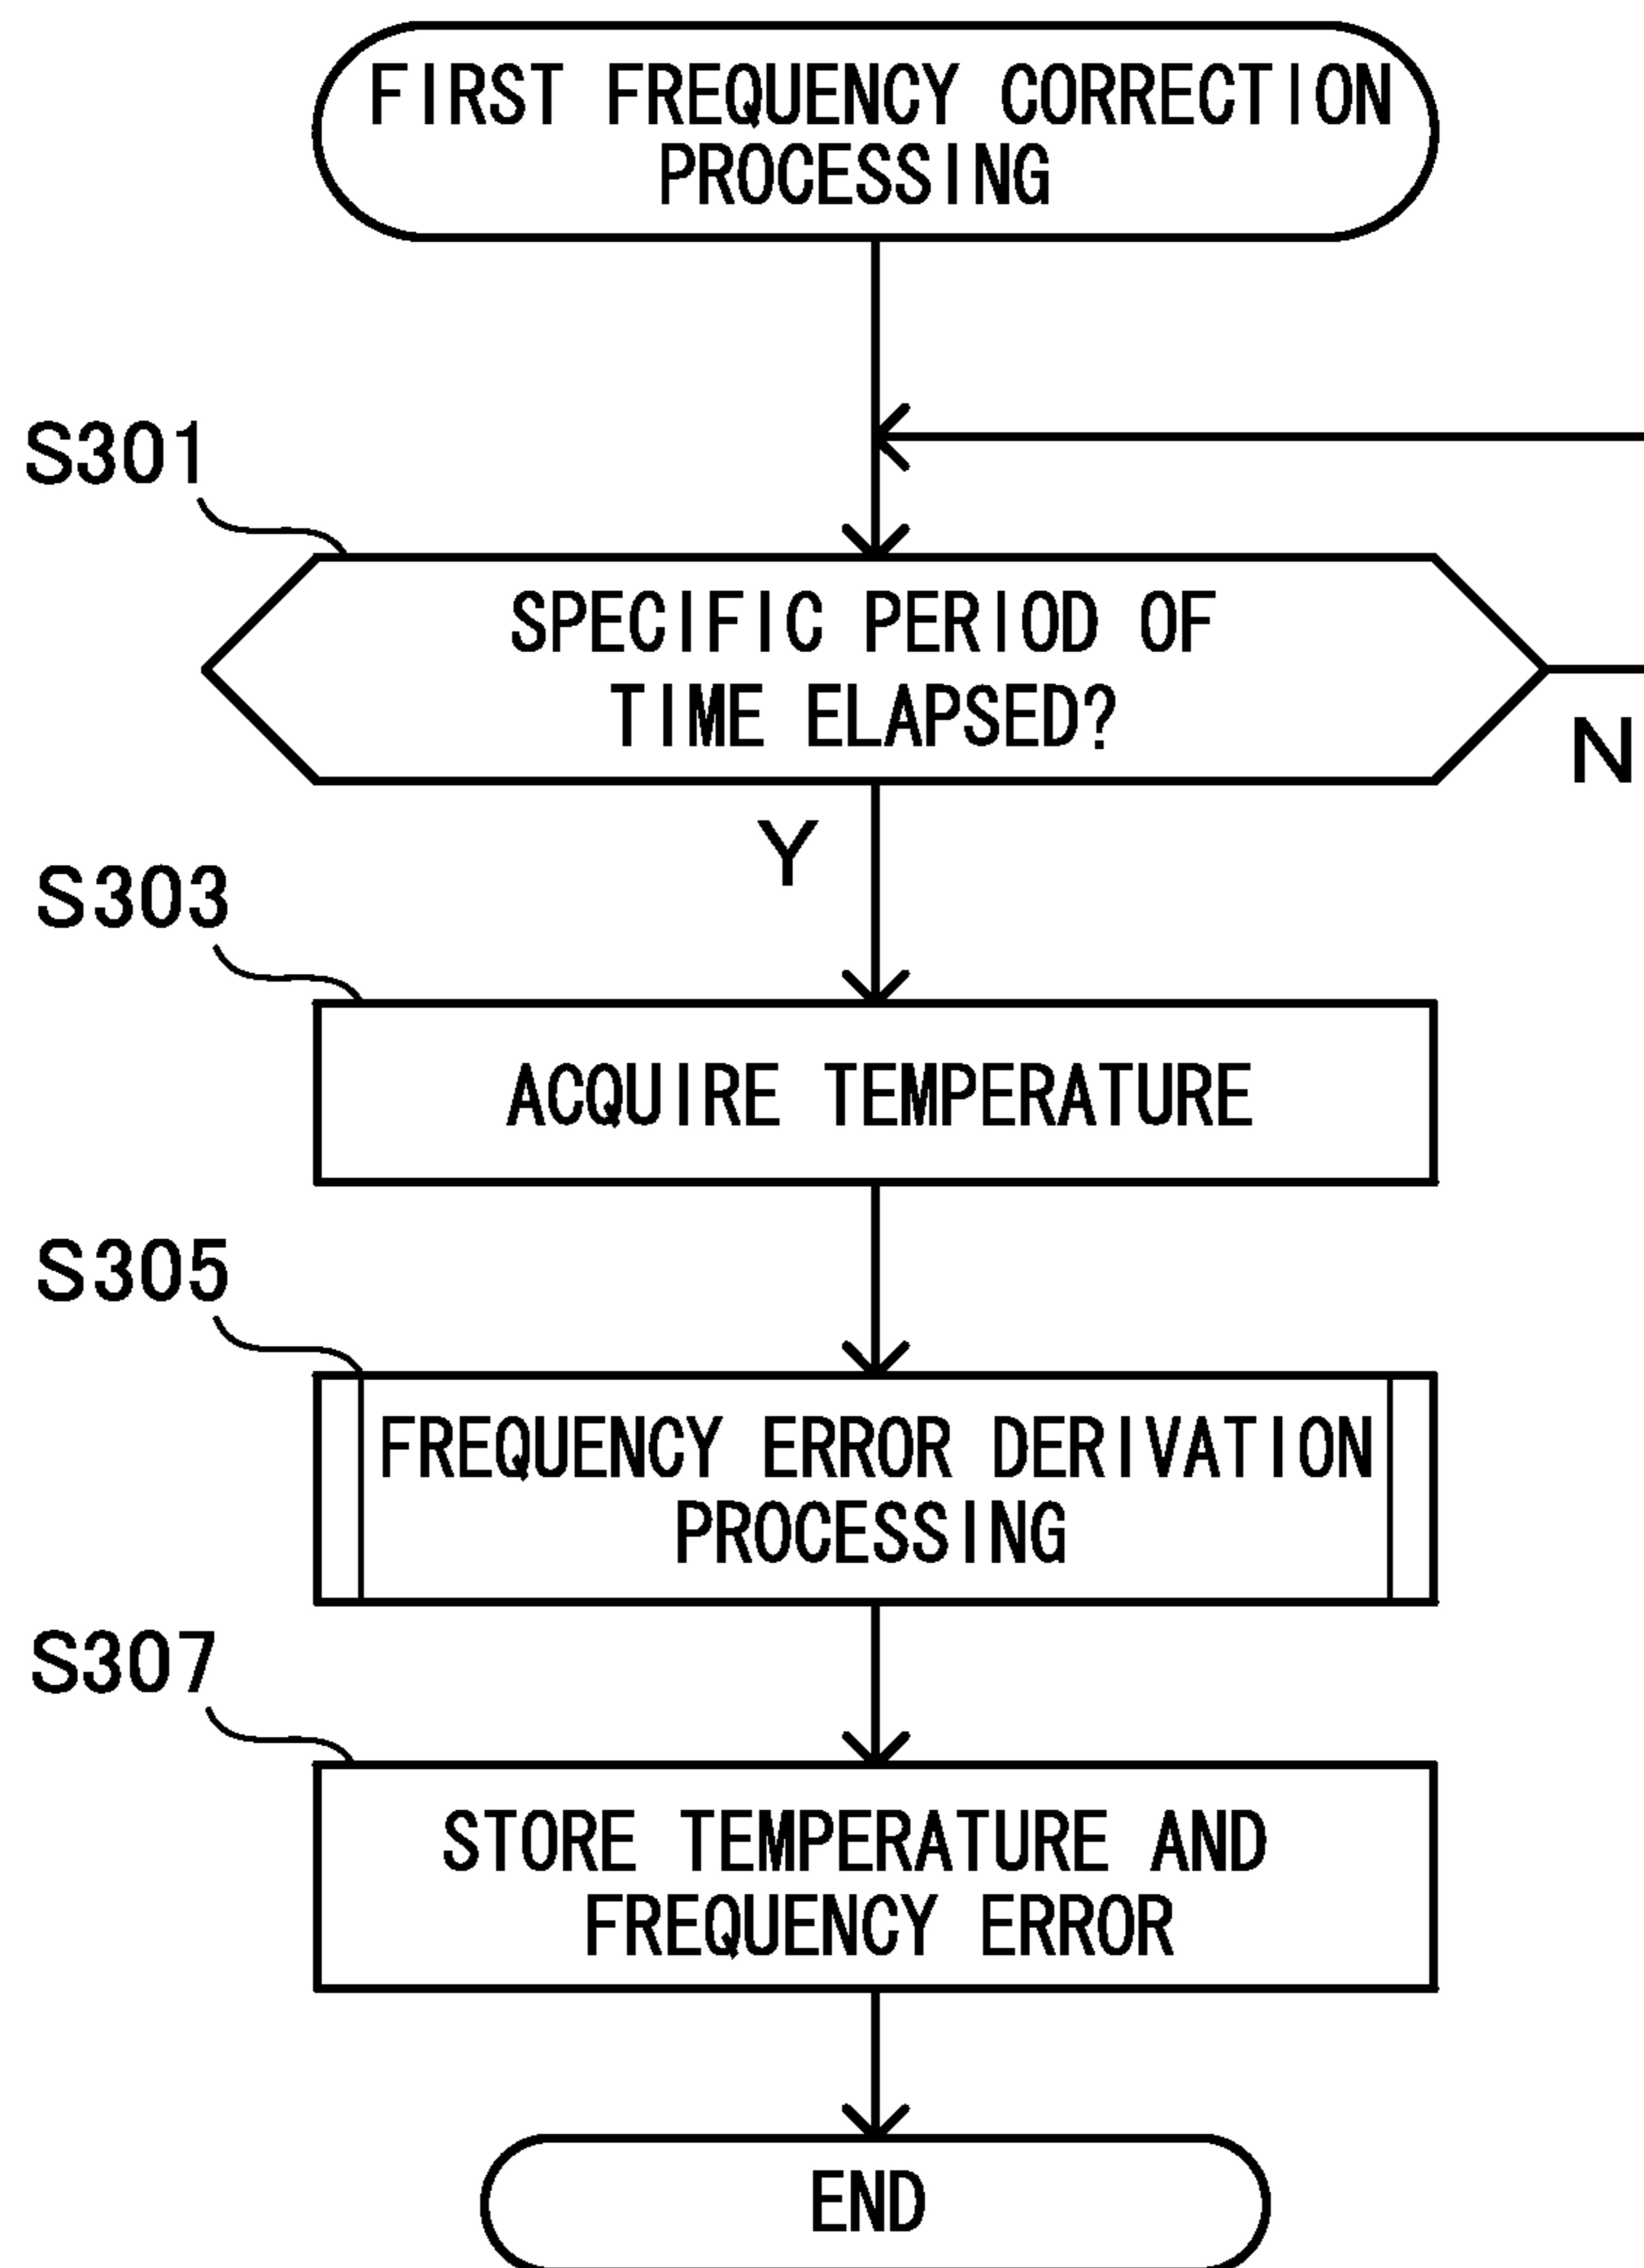 FIRST FREQUENCY CORRECTION
PROCESSING
S301
SPECIFIC PERIOD OF
TIME ELAPSED?
N
Y
S303
ACQUIRE TEMPERATURE
S305
FREQUENCY ERROR DERIVATION
PROCESSING
S307
STORE TEMPERATURE AND
FREQUENCY ERROR
END